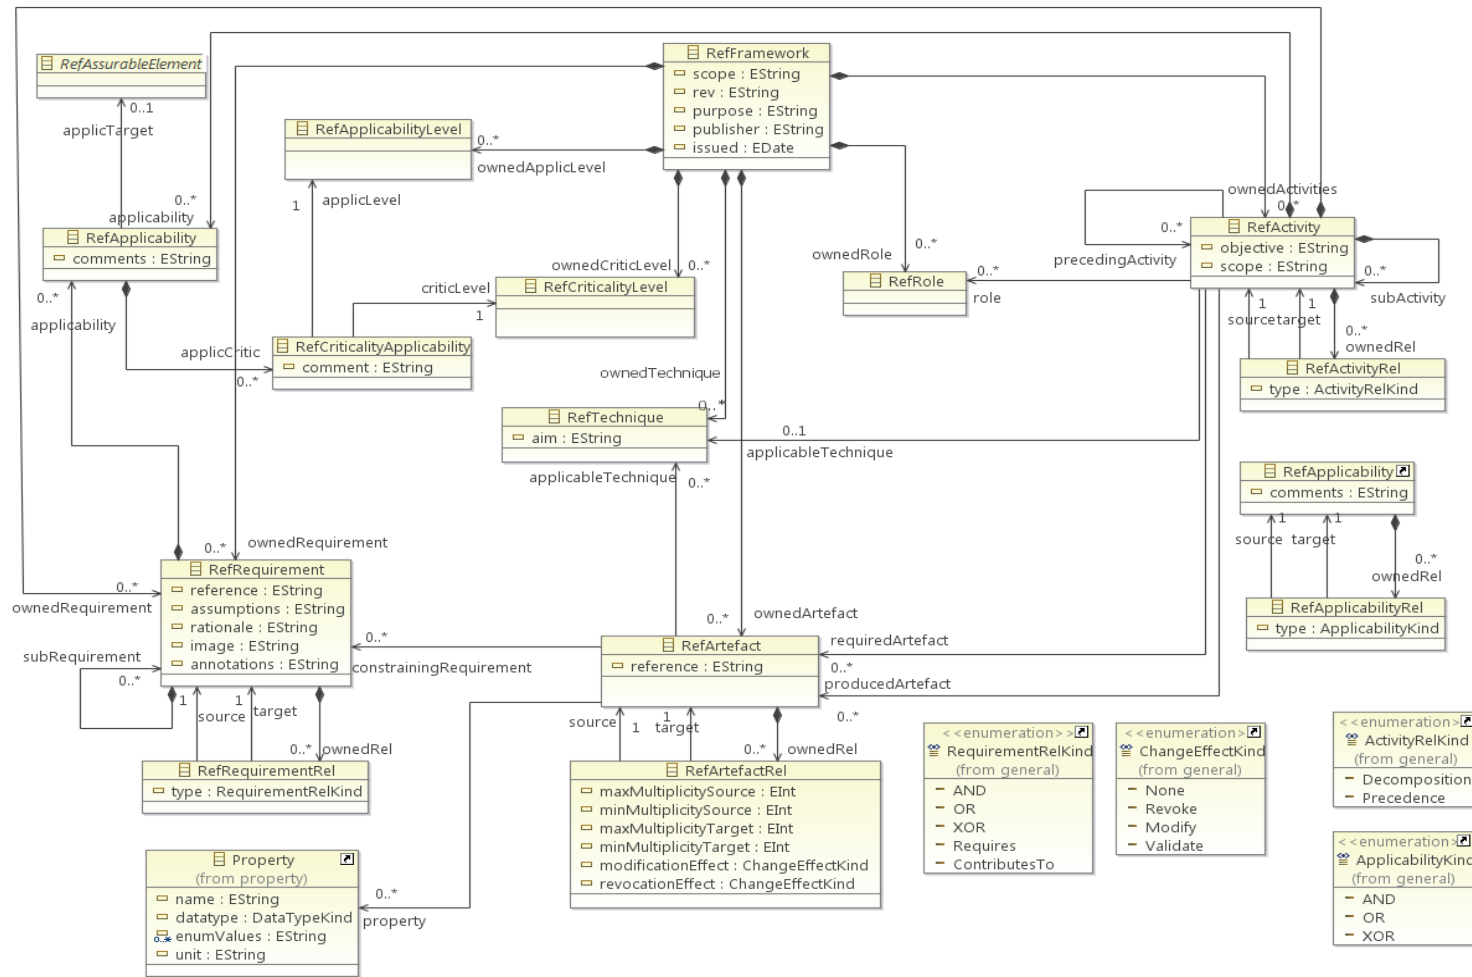 RefAssurableElement
0..1
applicTarget
RefFramework
scope : EString
rev : EString
purpose : EString
publisher : EString
issued : EDate
RefApplicabilityLevel
0..*
ownedApplicLevel
1
applicLevel
0..*
applicability
RefApplicability
comments : EString
0..*
applicability
ownedCriticLevel
0..*
criticLevel
1
RefCriticalityLevel
ownedRole
0..*
RefRole
0..*
role
ownedActivities
0..*
0..*
precedingActivity
RefActivity
objective : EString
scope : EString
0..*
subActivity
1
source
1
target
0..*
ownedRel
RefActivityRel
type : ActivityRelKind
applicCritic
0..*
RefCriticalityApplicability
comment : EString
ownedTechnique
0..*
RefTechnique
aim : EString
0..1
applicableTechnique
applicableTechnique
0..*
RefApplicability
comments : EString
1
source
1
target
0..*
ownedRel
RefApplicabilityRel
type : ApplicabilityKind
0..*
ownedRequirement
0..*
ownedRequirement
RefRequirement
reference : EString
assumptions : EString
rationale : EString
image : EString
annotations : EString
subRequirement
0..*
0..*
constrainingRequirement
0..*
ownedArtefact
RefArtefact
reference : EString
requiredArtefact
0..*
producedArtefact
0..*
1
source
1
target
0..*
ownedRel
RefRequirementRel
type : RequirementRelKind
source
1
1
target
0..*
ownedRel
RefArtefactRel
maxMultiplicitySource : EInt
minMultiplicitySource : EInt
maxMultiplicityTarget : EInt
minMultiplicityTarget : EInt
modificationEffect : ChangeEffectKind
revocationEffect : ChangeEffectKind
Property
(from property)
name : EString
datatype : DataTypeKind
0..*
enumValues : EString
unit : EString
0..*
property
<<enumeration>>
RequirementRelKind
(from general)
AND
OR
XOR
Requires
ContributesTo
<<enumeration>
ChangeEffectKind
(from general)
None
Revoke
Modify
Validate
<<enumeration>
ActivityRelKind
(from general)
Decomposition
Precedence
<<enumeration>
ApplicabilityKind
(from general)
AND
OR
XOR